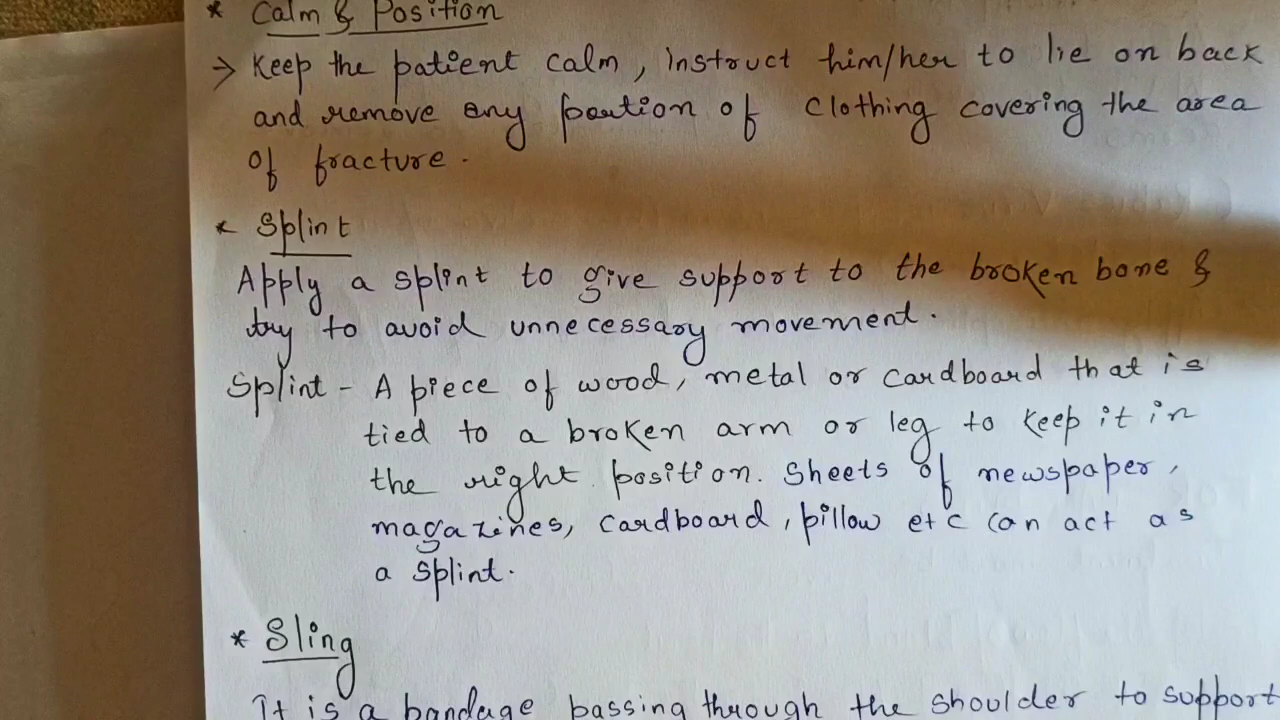 * Calm & Position
→ Keep the patient calm, instruct him/her to lie on back
and remove any portion of clothing covering the area
of fracture.
* Splint
Apply a splint to give support to the broken bone &
try to avoid unnecessary movement.
Splint - A piece of wood, metal or cardboard that is
tied to a broken arm or leg to keep it in
the right position. Sheets of newspaper,
magazines, cardboard, pillow etc can act as
a splint.
* Sling
It is a bandage passing through the shoulder to support